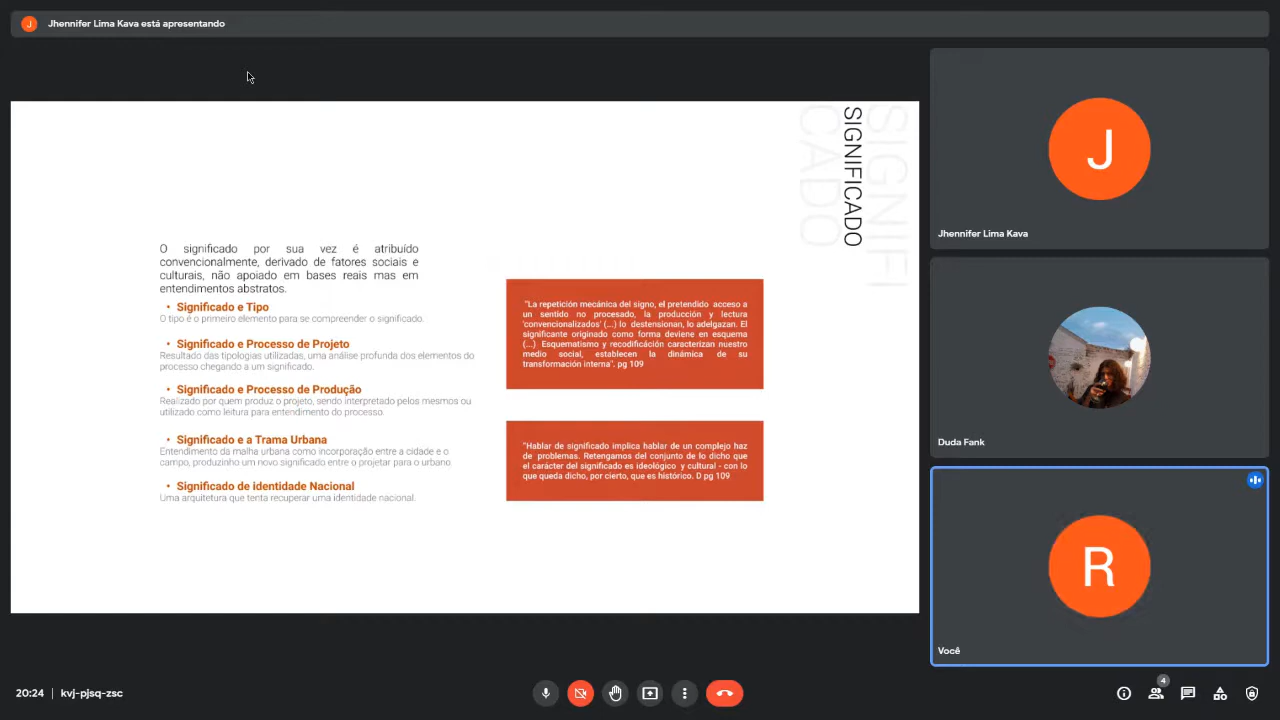 J
Jhennifer Lima Kava está apresentando
SIGNIFICADO
SIGNIFI
CADO
O significado por sua vez é atribuído
convencionalmente, derivado de fatores sociais e
culturais, não apoiado em bases reais mas em
entendimentos abstratos.
• Significado e Tipo
O tipo é o primeiro elemento para se compreender o significado.
• Significado e Processo de Projeto
Resultado das tipologias utilizadas, uma análise profunda dos elementos do
processo chegando a um significado.
• Significado e Processo de Produção
Realizado por quem produz o projeto, sendo interpretado pelos mesmos ou
utilizado como leitura para entendimento do processo.
• Significado e a Trama Urbana
Entendimento da malha urbana como incorporação entre a cidade e o
campo, produzinho um novo significado entre o projetar para o urbano
• Significado de identidade Nacional
Uma arquitetura que tenta recuperar uma identidade nacional.
"La repetición mecánica del signo, el pretendido acceso a
un sentido no procesado, la producción y lectura
'convencionalizados' (...) lo destensionan, lo adelgazan. El
significante originado como forma deviene en esquema
(...) Esquematismo y recodificáción caracterizan nuestro
medio social, establecen la dinámica de su
transformación interna". pg 109
"Hablar de significado implica hablar de un complejo haz
de problemas. Retengamos del conjunto de lo dicho que
el carácter del significado es ideológico y cultural - con lo
que queda dicho, por cierto, que es histórico. D pg 109
J
Jhennifer Lima Kava
Duda Fank
R
Você
20:24 | kvj-pjsq-zsc
4